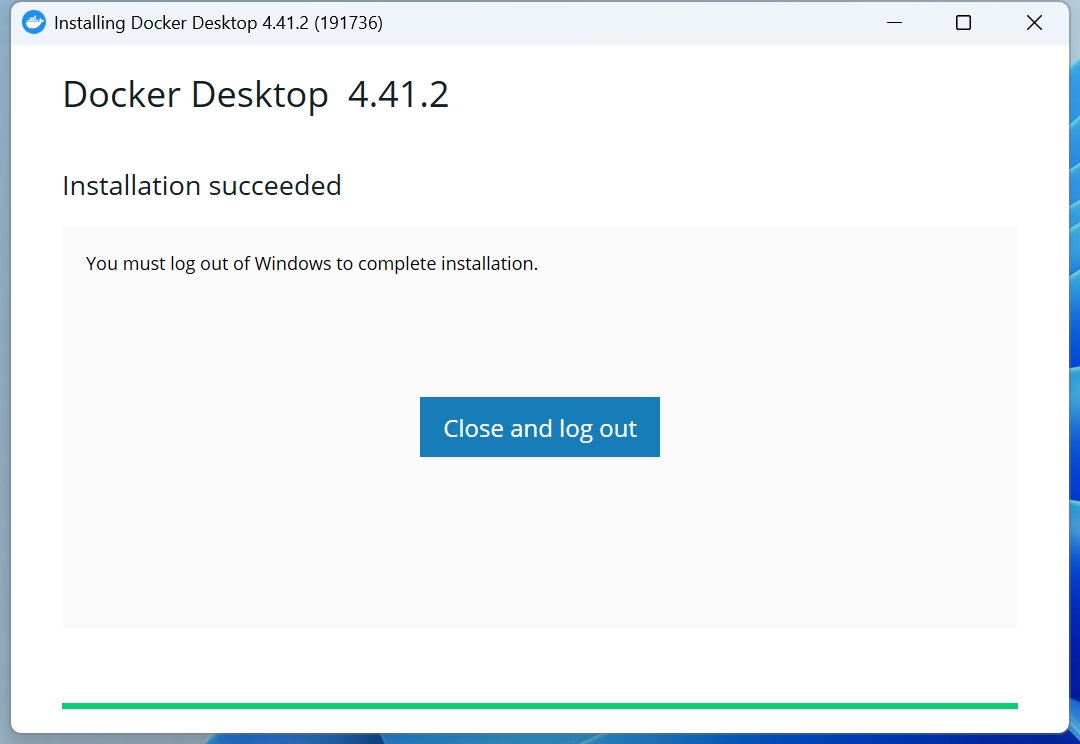 Installing Docker Desktop 4.41.2 (191736)
Docker Desktop 4.41.2
Installation succeeded
You must log out of Windows to complete installation.
Close and log out